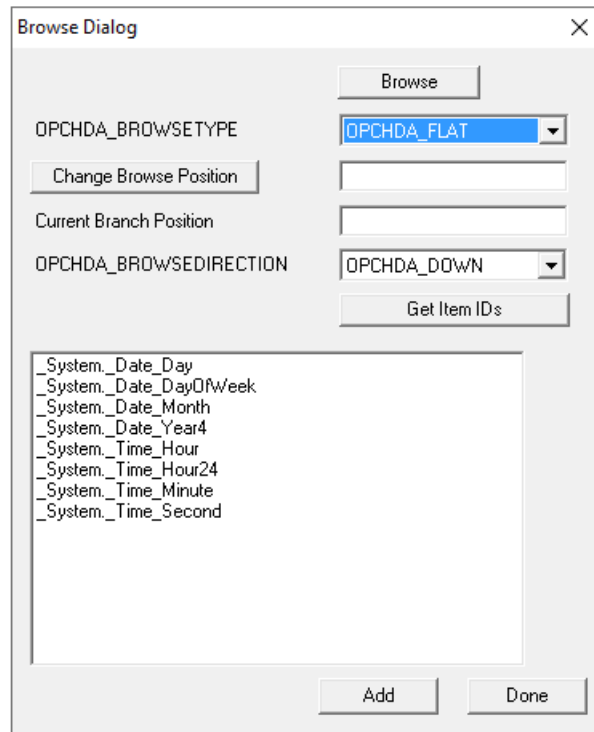 Browse Dialog
Browse
OPCHDA_BROWSETYPE OPCHDA_FLAT
Change Browse Position
Current Branch Position
OPCHDA_BROWSEDIRECTION OPCHDA_DOWN
Get Item IDs
_System._Date_Day
_System._Date_DayOfWeek
_System._Date_Month
_System._Date_Year4
_System._Time_Hour
_System._Time_Hour24
_System._Time_Minute
_System._Time_Second
Add Done